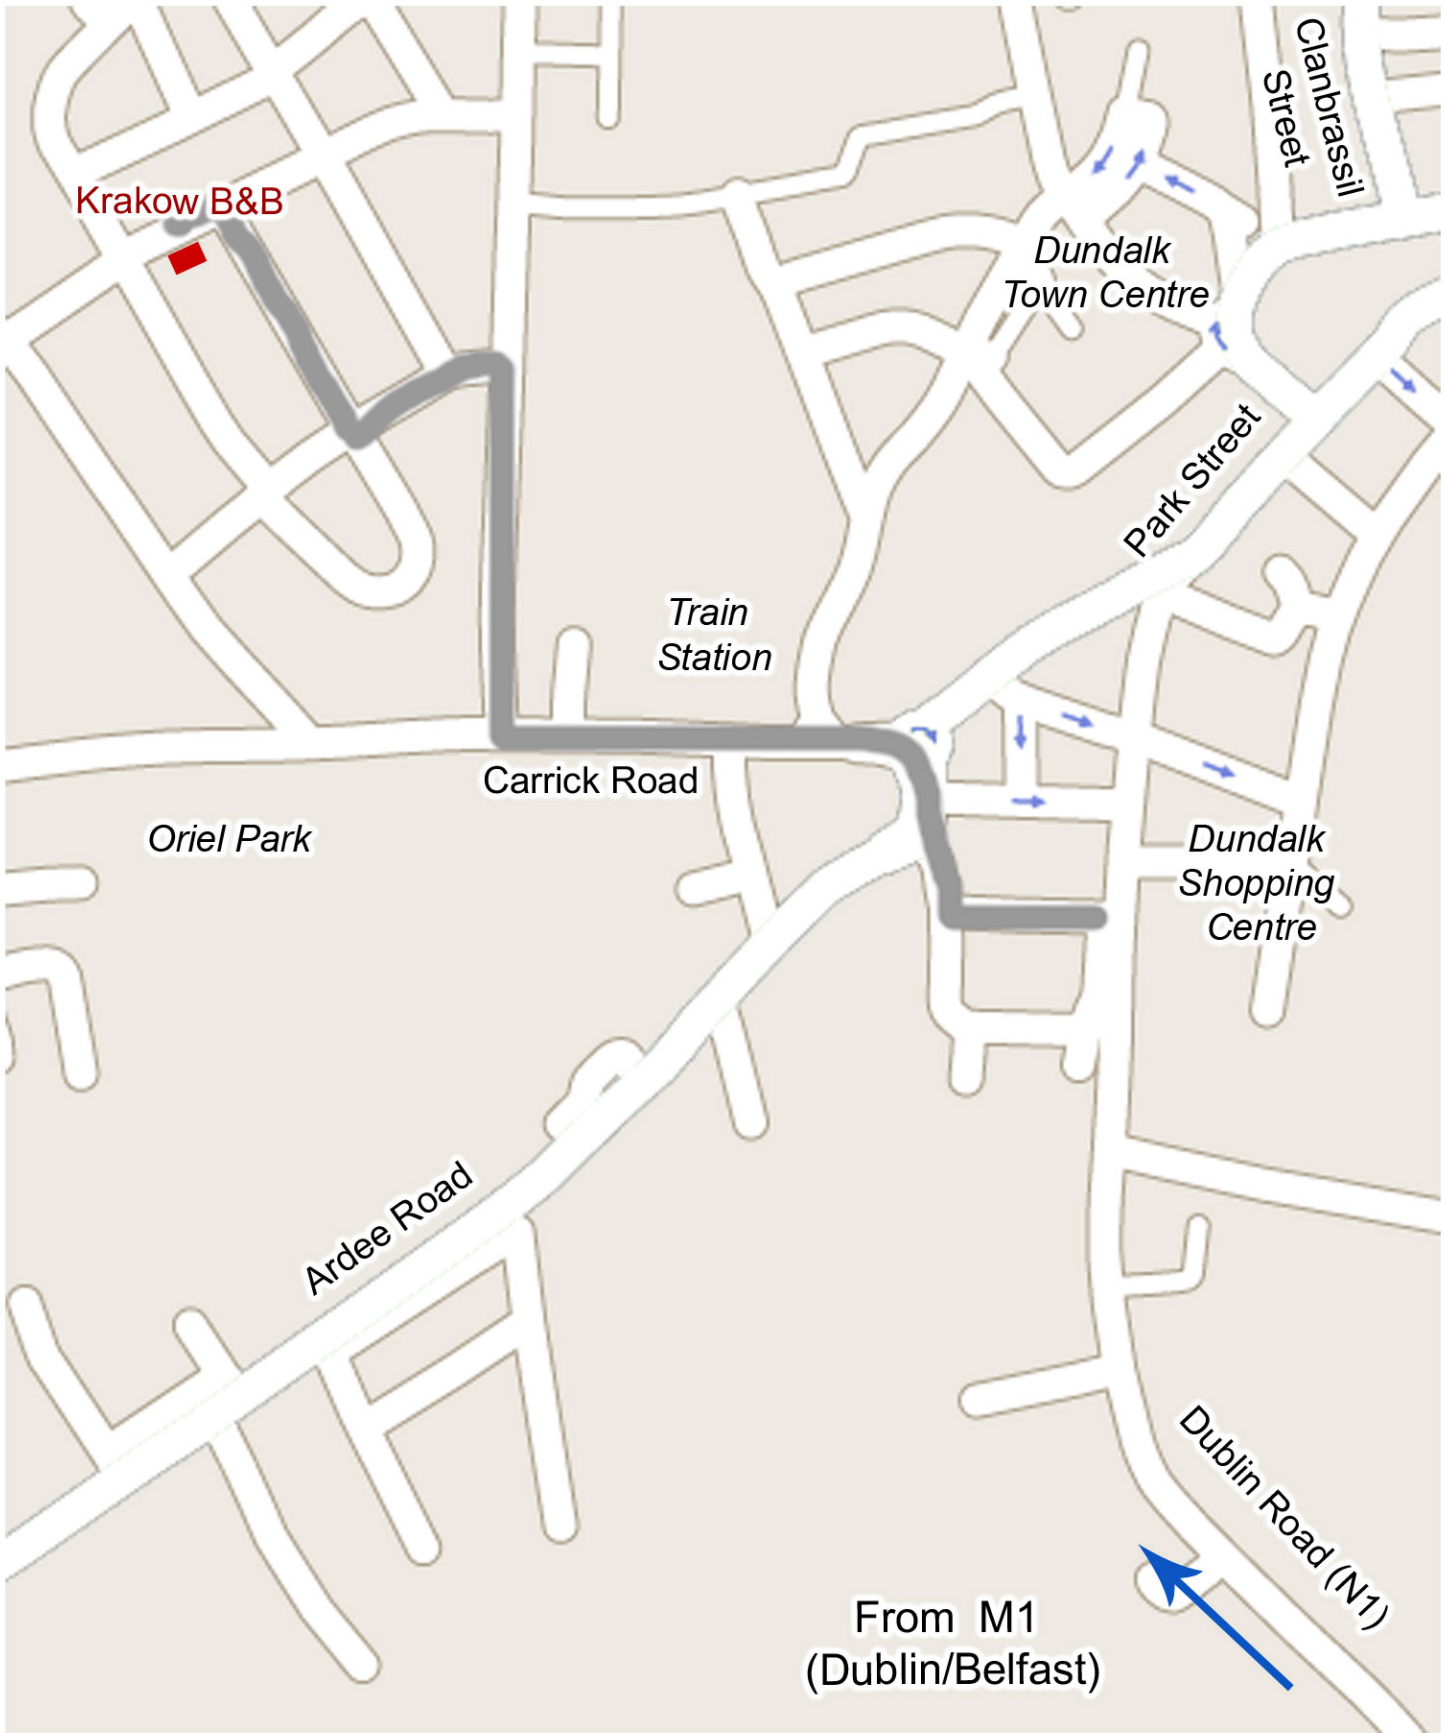 Clanbrassil
Street
Krakow B&B
Dundalk
Town Centre
Park Street
Train
Station
Carrick Road
Oriel Park
Dundalk
Shopping
Centre
Ardee Road
Dublin Road (N1)
From M1
(Dublin/Belfast)